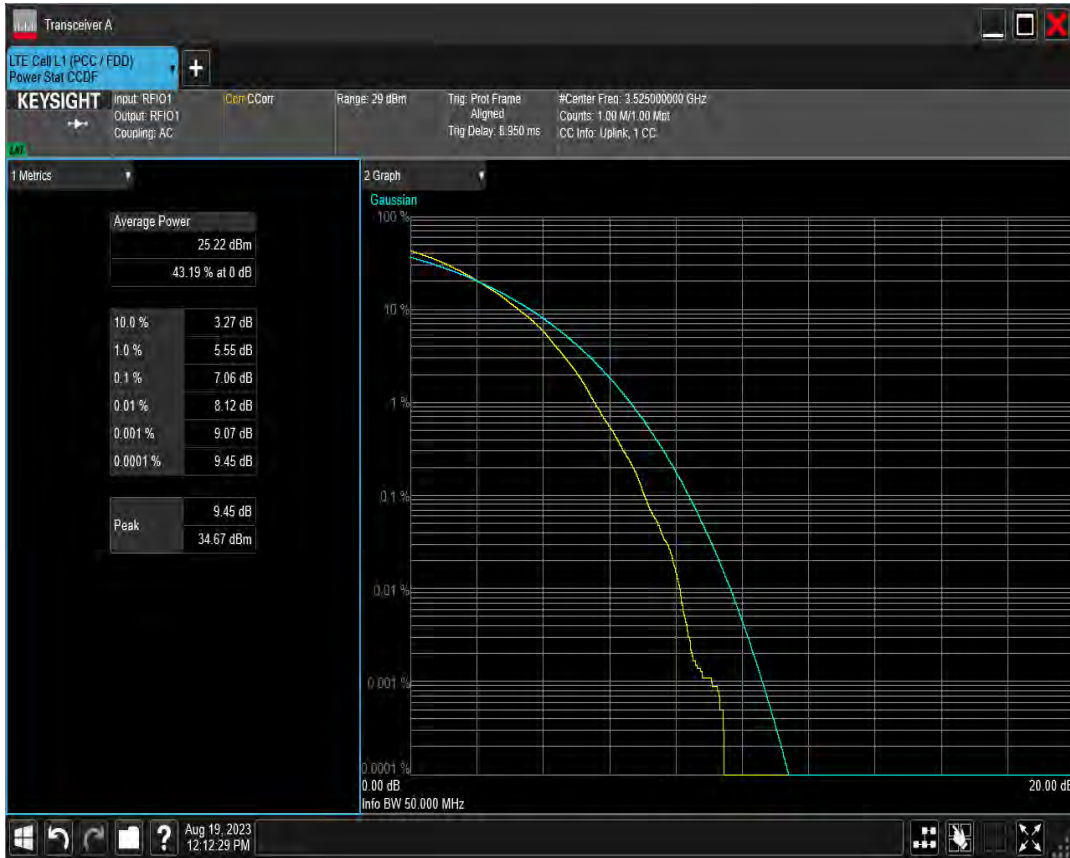 Transceiver A
LTE Cell L1 (PCC / FDD)
Power Stat CCDF
+
KEYSIGHT
Input: RFIO1
Output: RFIO1
Coupling: AC
Corr CCorr
Range: 29 dBm
Trig: Prot Frame
Aligned
Trig Delay: 8.950 ms
#Center Freq: 3.525000000 GHz
Counts: 1.00 M/1.00 Mpt
CC Info: Uplink, 1 CC
1 Metrics
Average Power
25.22 dBm
43.19 % at 0 dB
10.0 % 3.27 dB
1.0 % 5.55 dB
0.1 % 7.06 dB
0.01 % 8.12 dB
0.001 % 9.07 dB
0.0001 % 9.45 dB
Peak
9.45 dB
34.67 dBm
2 Graph
Gaussian
100 %
10 %
1 %
0.1 %
0.01 %
0.001 %
0.0001 %
0.00 dB 20.00 dB
Info BW 50.000 MHz
?
Aug 19, 2023
12:12:29 PM